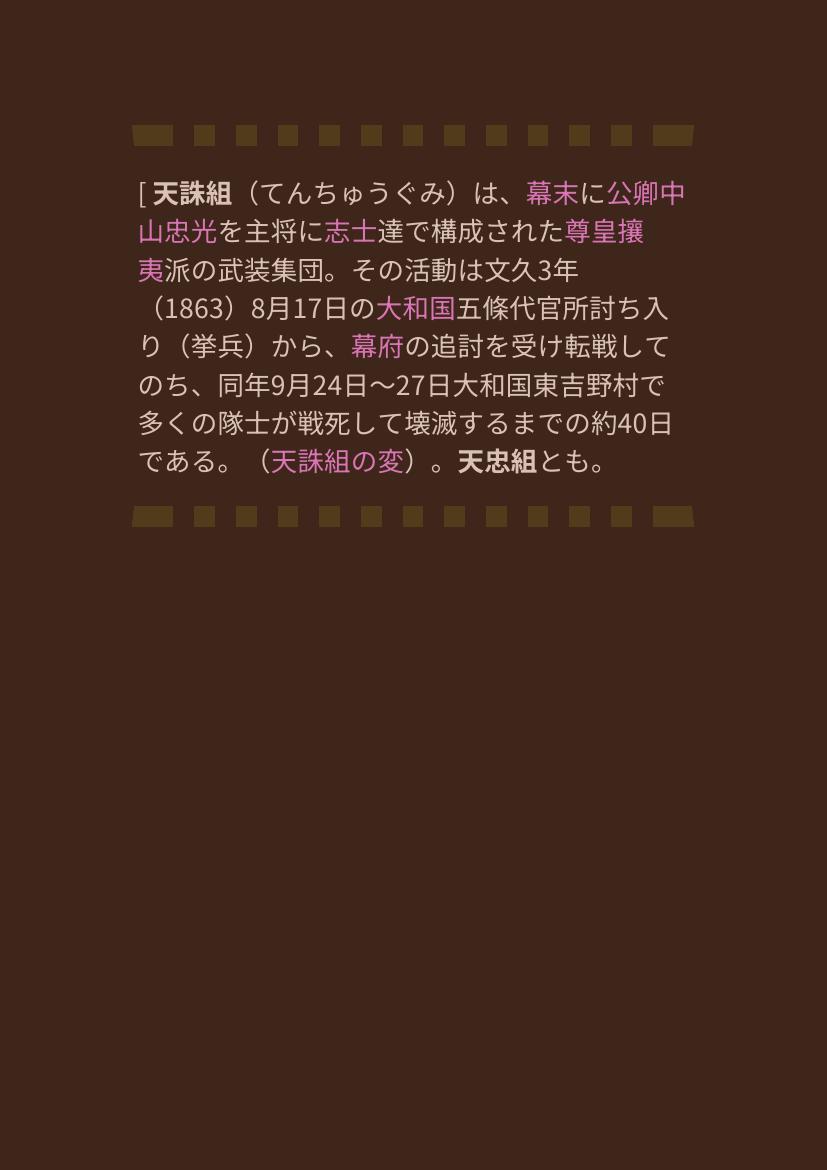 [ 天誅組（てんちゅうぐみ）は、幕末に公卿中
山忠光を主将に志士達で構成された尊皇攘
夷派の武装集団。その活動は文久3年
（1863）8月17日の大和国五條代官所討ち入
り（挙兵）から、幕府の追討を受け転戦して
のち、同年9月24日〜27日大和国東吉野村で
多くの隊士が戦死して壊滅するまでの約40日
である。（天誅組の変）。天忠組とも。